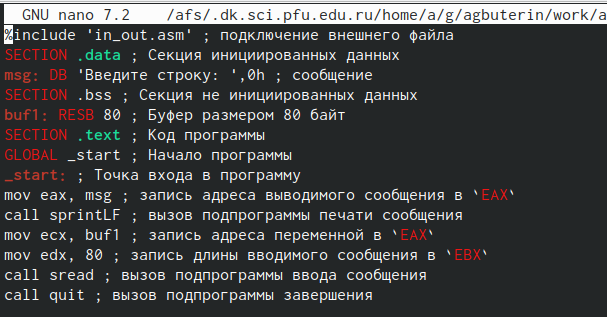 GNU nano 7.2 /afs/.dk.sci.pfu.edu.ru/home/a/g/agbuterin/work/a
%include 'in_out.asm' ; подключение внешнего файла
SECTION .data ; Секция инициированных данных
msg: DB 'Введите строку: ',0h ; сообщение
SECTION .bss ; Секция не инициированных данных
buf1: RESB 80 ; Буфер размером 80 байт
SECTION .text ; Код программы
GLOBAL _start ; Начало программы
_start: ; Точка входа в программу
mov eax, msg ; запись адреса выводимого сообщения в `EAX`
call sprintLF ; вызов подпрограммы печати сообщения
mov ecx, buf1 ; запись адреса переменной в `EAX`
mov edx, 80 ; запись длины вводимого сообщения в `EBX`
call sread ; вызов подпрограммы ввода сообщения
call quit ; вызов подпрограммы завершения